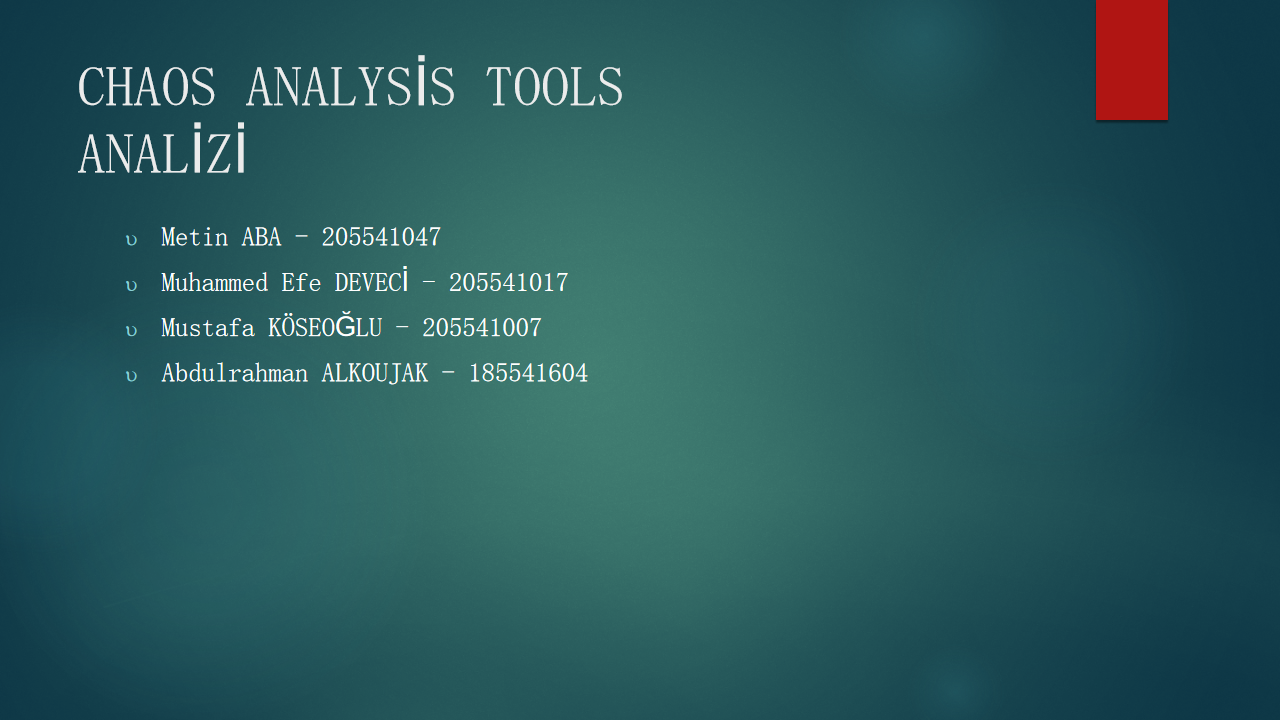 CHAOS ANALYSİS TOOLS
ANALİZİ
υ Metin ABA – 205541047
υ Muhammed Efe DEVECİ – 205541017
υ Mustafa KÖSEOĞLU – 205541007
υ Abdulrahman ALKOUJAK – 185541604